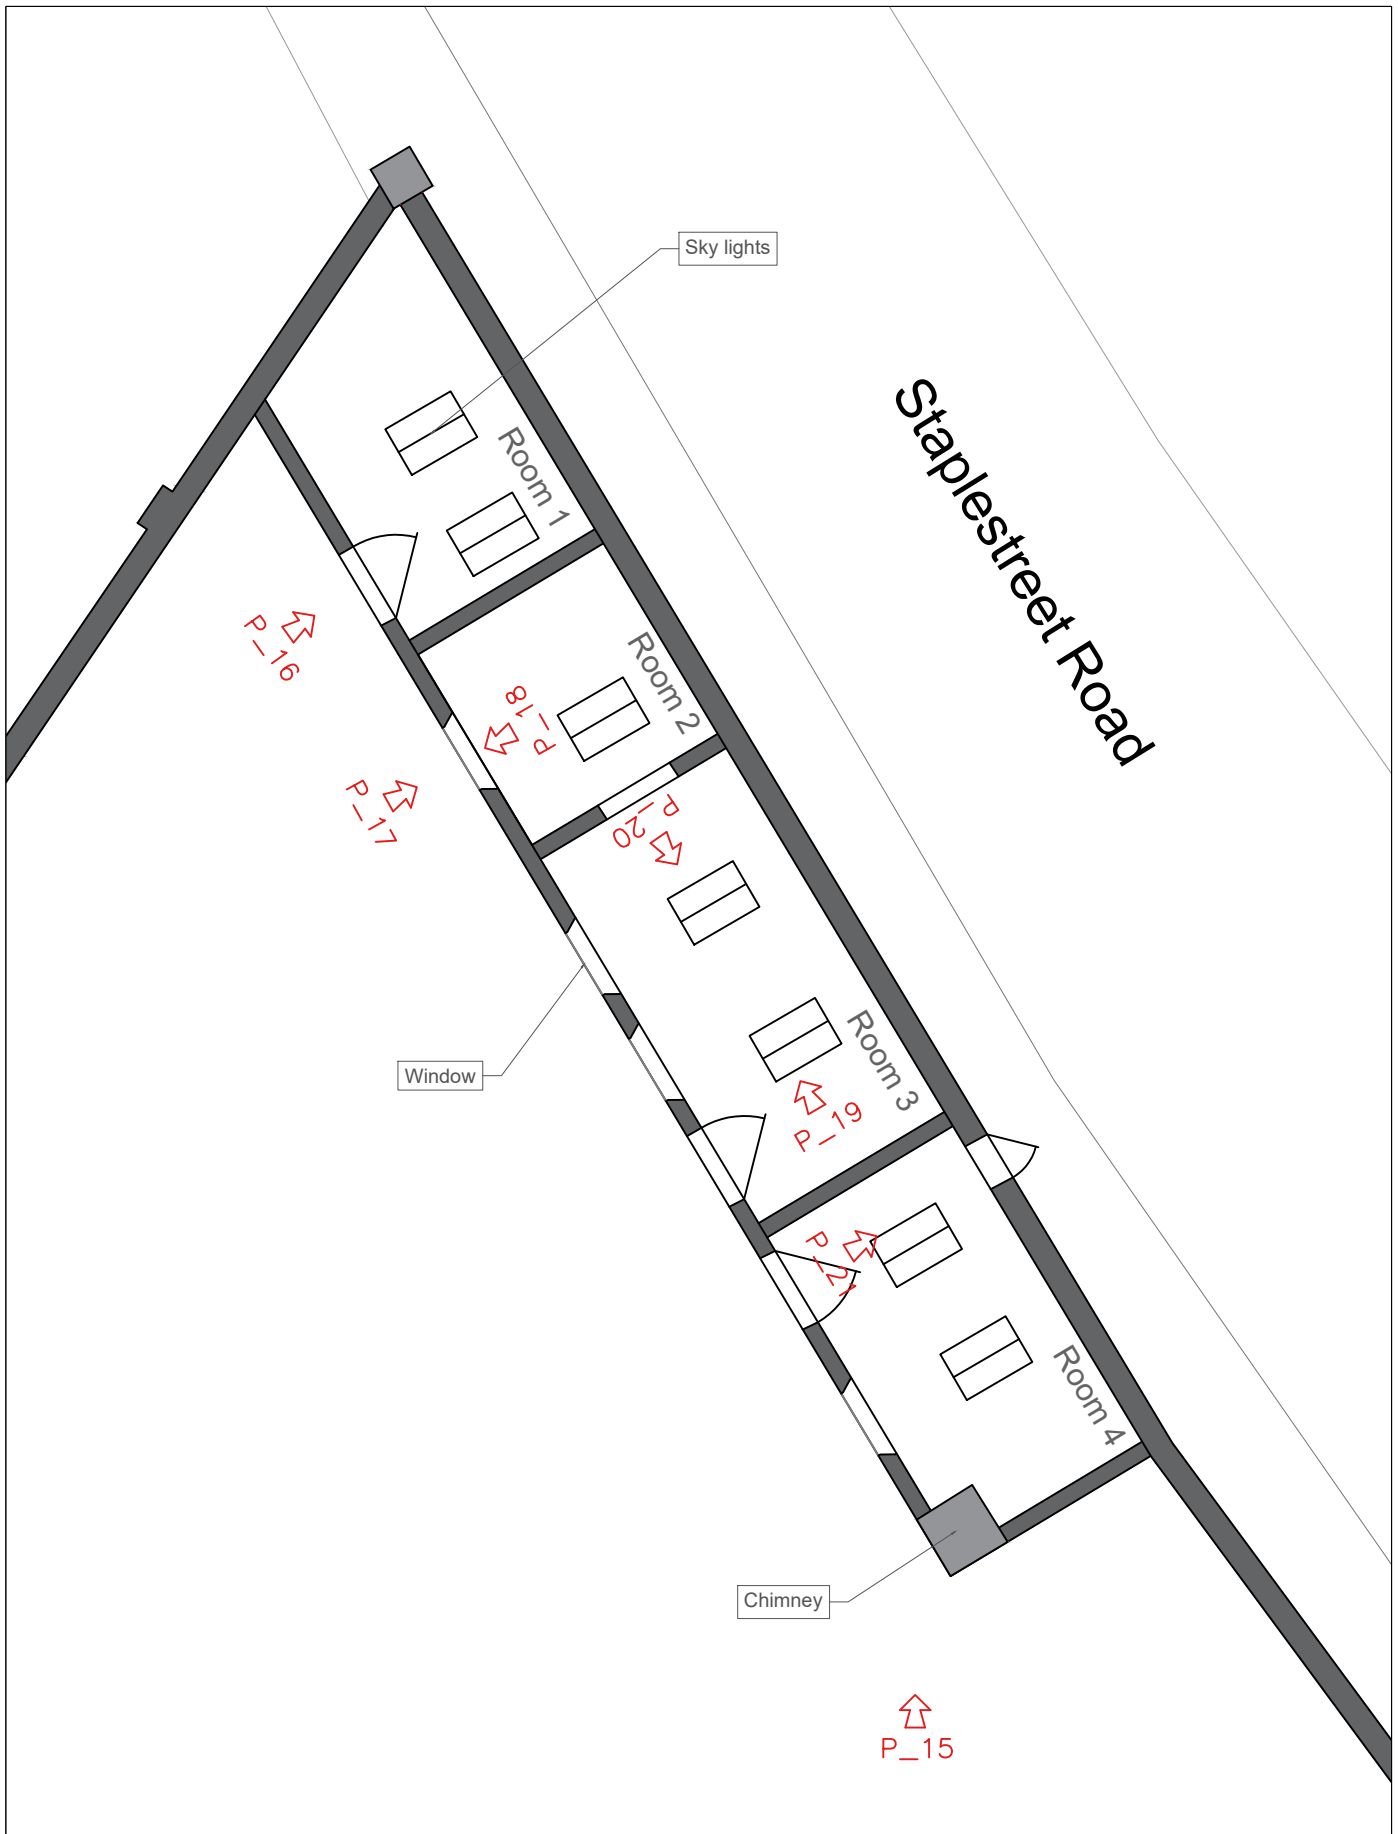 Sky lights
Staplestreet Road
Room 1
P_16
Room 2
P_18
P_17
P_20
Room 3
Window
P_19
P_21
Room 4
Chimney
P_15